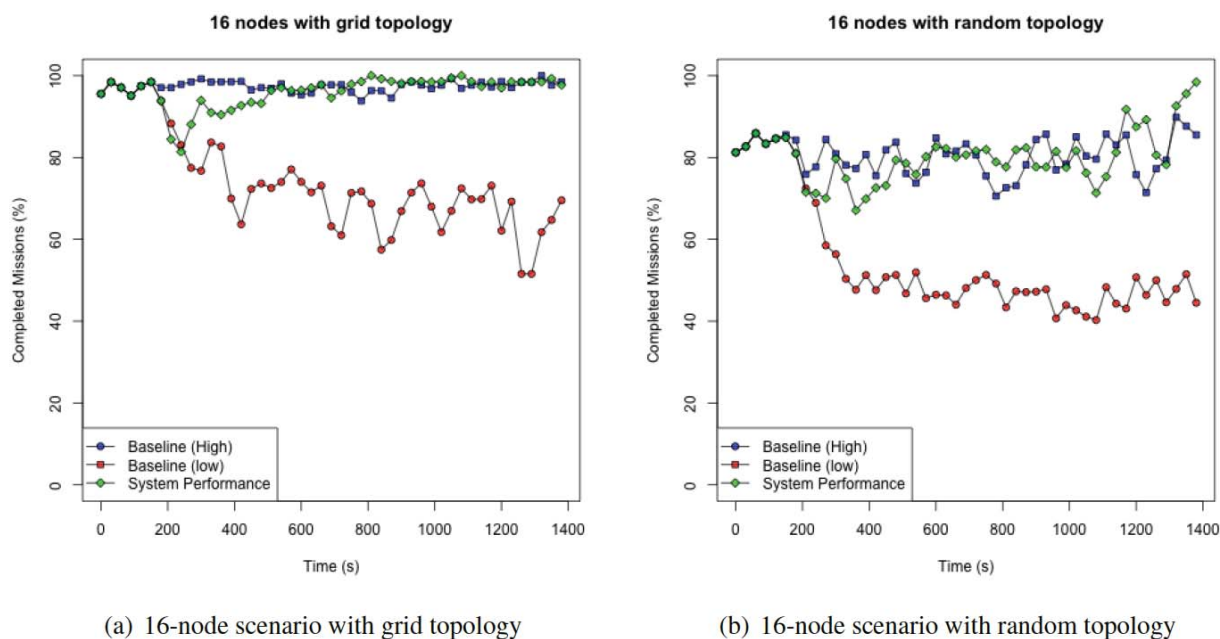 16 nodes with grid topology
Completed Missions (%)
100
80
60
40
20
0
Baseline (High)
Baseline (low)
System Performance
0 200 400 600 800 1000 1200 1400
Time (s)
(a) 16-node scenario with grid topology
16 nodes with random topology
Completed Missions (%)
100
80
60
40
20
0
Baseline (High)
Baseline (low)
System Performance
0 200 400 600 800 1000 1200 1400
Time (s)
(b) 16-node scenario with random topology